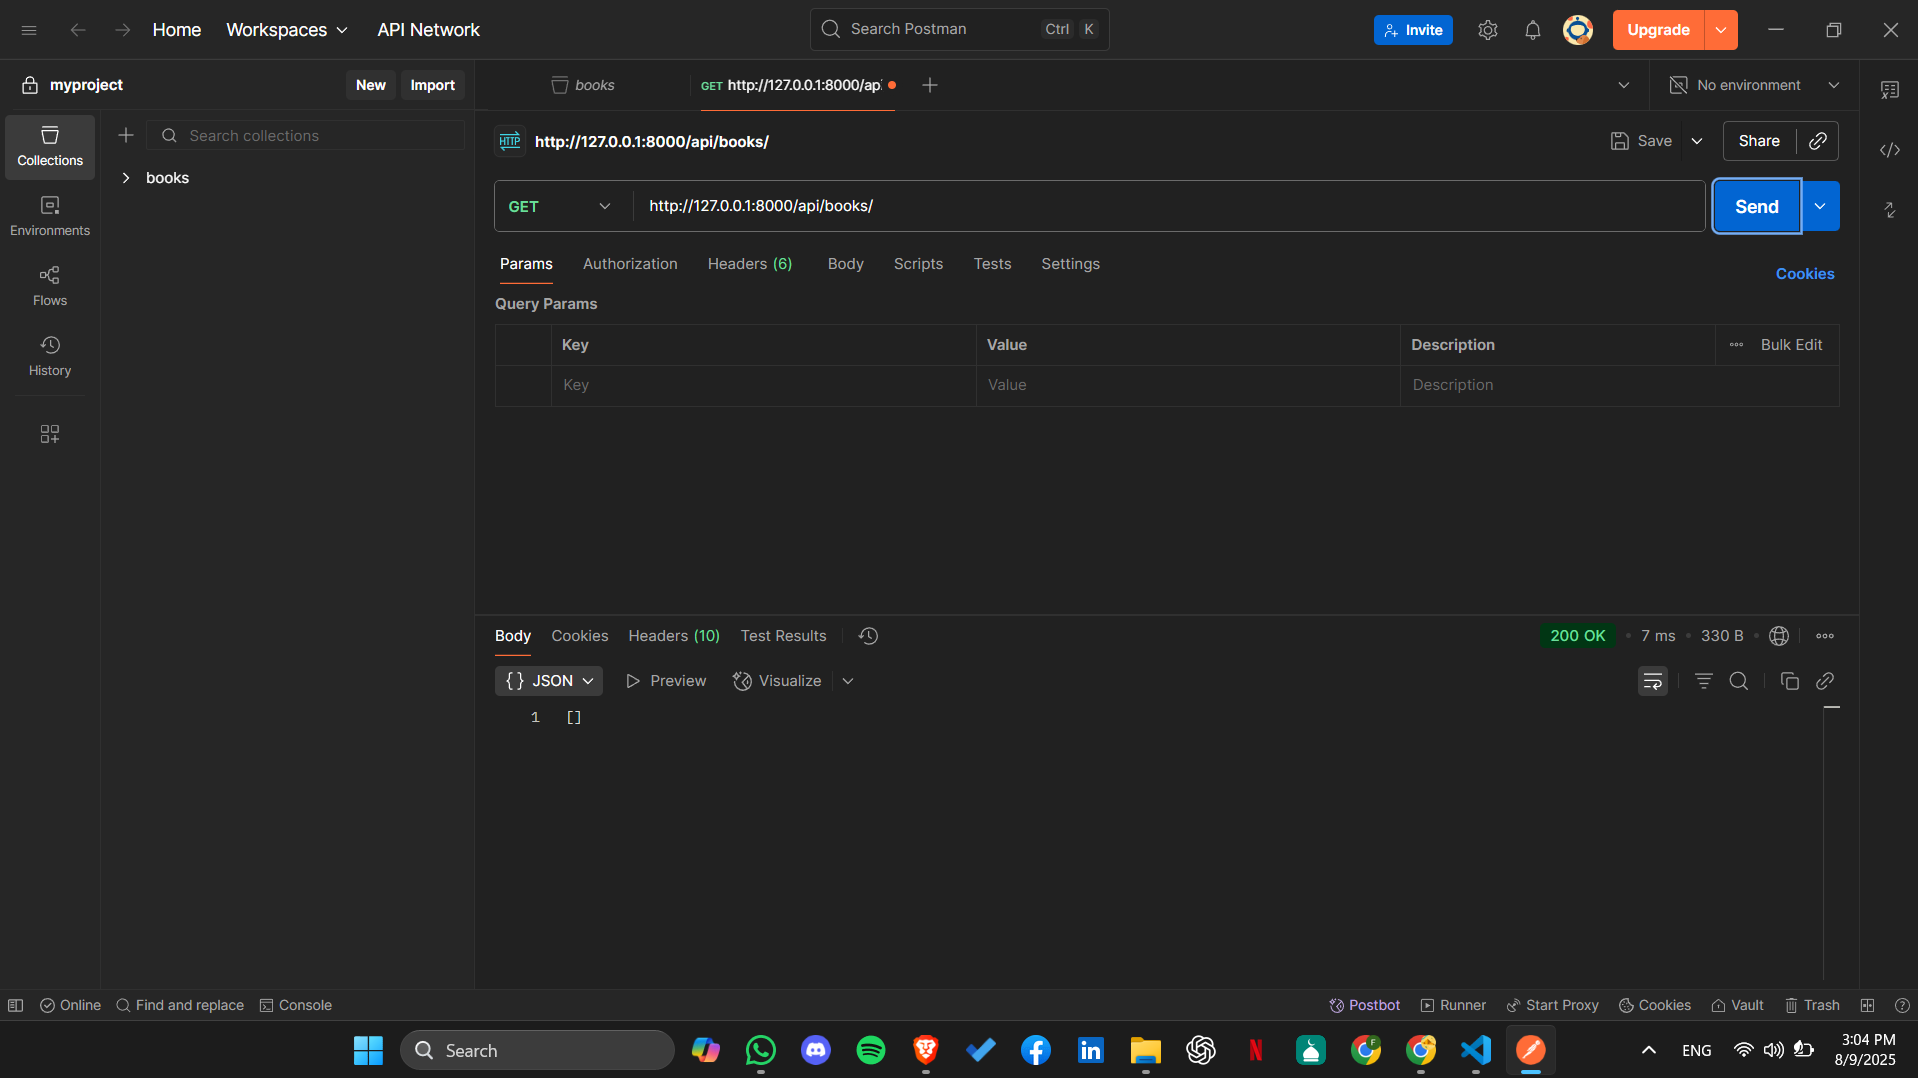 Home Workspaces API Network Search Postman Ctrl K Invite Upgrade
myproject New Import books GET http://127.0.0.1:8000/ap No environment
Collections
Search collections
books
Environments
Flows
History
HTTP http://127.0.0.1:8000/api/books/ Save Share
GET http://127.0.0.1:8000/api/books/ Send
Params Authorization Headers (6) Body Scripts Tests Settings Cookies
Query Params
Key Value Description Bulk Edit
Key Value Description
Body Cookies Headers (10) Test Results 200 OK • 7 ms • 330 B •
{} JSON Preview Visualize
1 []
Online Find and replace Console Postbot Runner Start Proxy Cookies Vault Trash
Search ENG 3:04 PM
8/9/2025